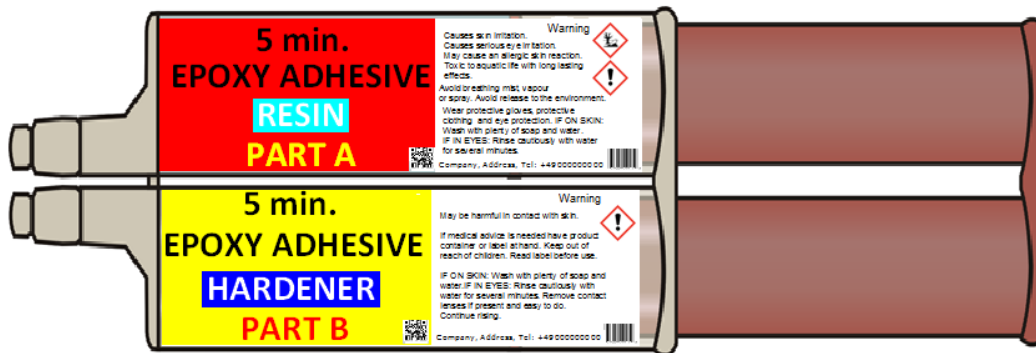 5 min.
EPOXY ADHESIVE
RESIN
PART A
Warning
Causes skin irritation.
Causes serious eye irritation.
May cause an allergic skin reaction.
Toxic to aquatic life with long lasting
effects.
Avoid breathing mist, vapour
or spray. Avoid release to the environment.
Wear protective gloves, protective
clothing and eye protection. IF ON SKIN:
Wash with plenty of soap and water.
IF IN EYES: Rinse cautiously with water
for several minutes.
Company, Address, Tel: +49000000000
5 min.
EPOXY ADHESIVE
HARDENER
PART B
Warning
May be harmful in contact with skin.
If medical advice is needed have product
container or label at hand. Keep out of
reach of children. Read label before use.
IF ON SKIN: Wash with plenty of soap and
water.IF IN EYES: Rinse cautiously with
water for several minutes. Remove contact
lenses if present and easy to do.
Continue rising.
Company, Address, Tel: +49000000000